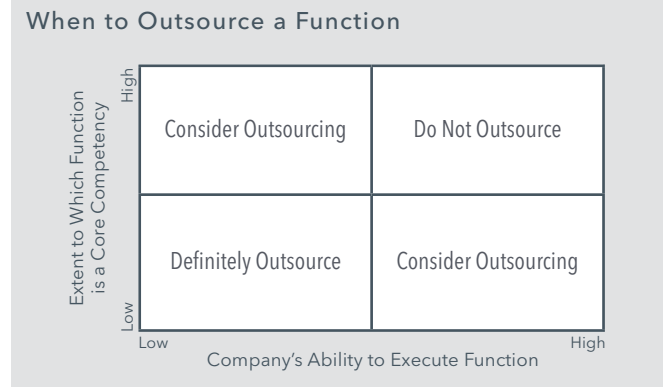 When to Outsource a Function
High
Extent to Which Function
is a Core Competency
Low
Consider Outsourcing
Do Not Outsource
Definitely Outsource
Consider Outsourcing
Low
High
Company's Ability to Execute Function